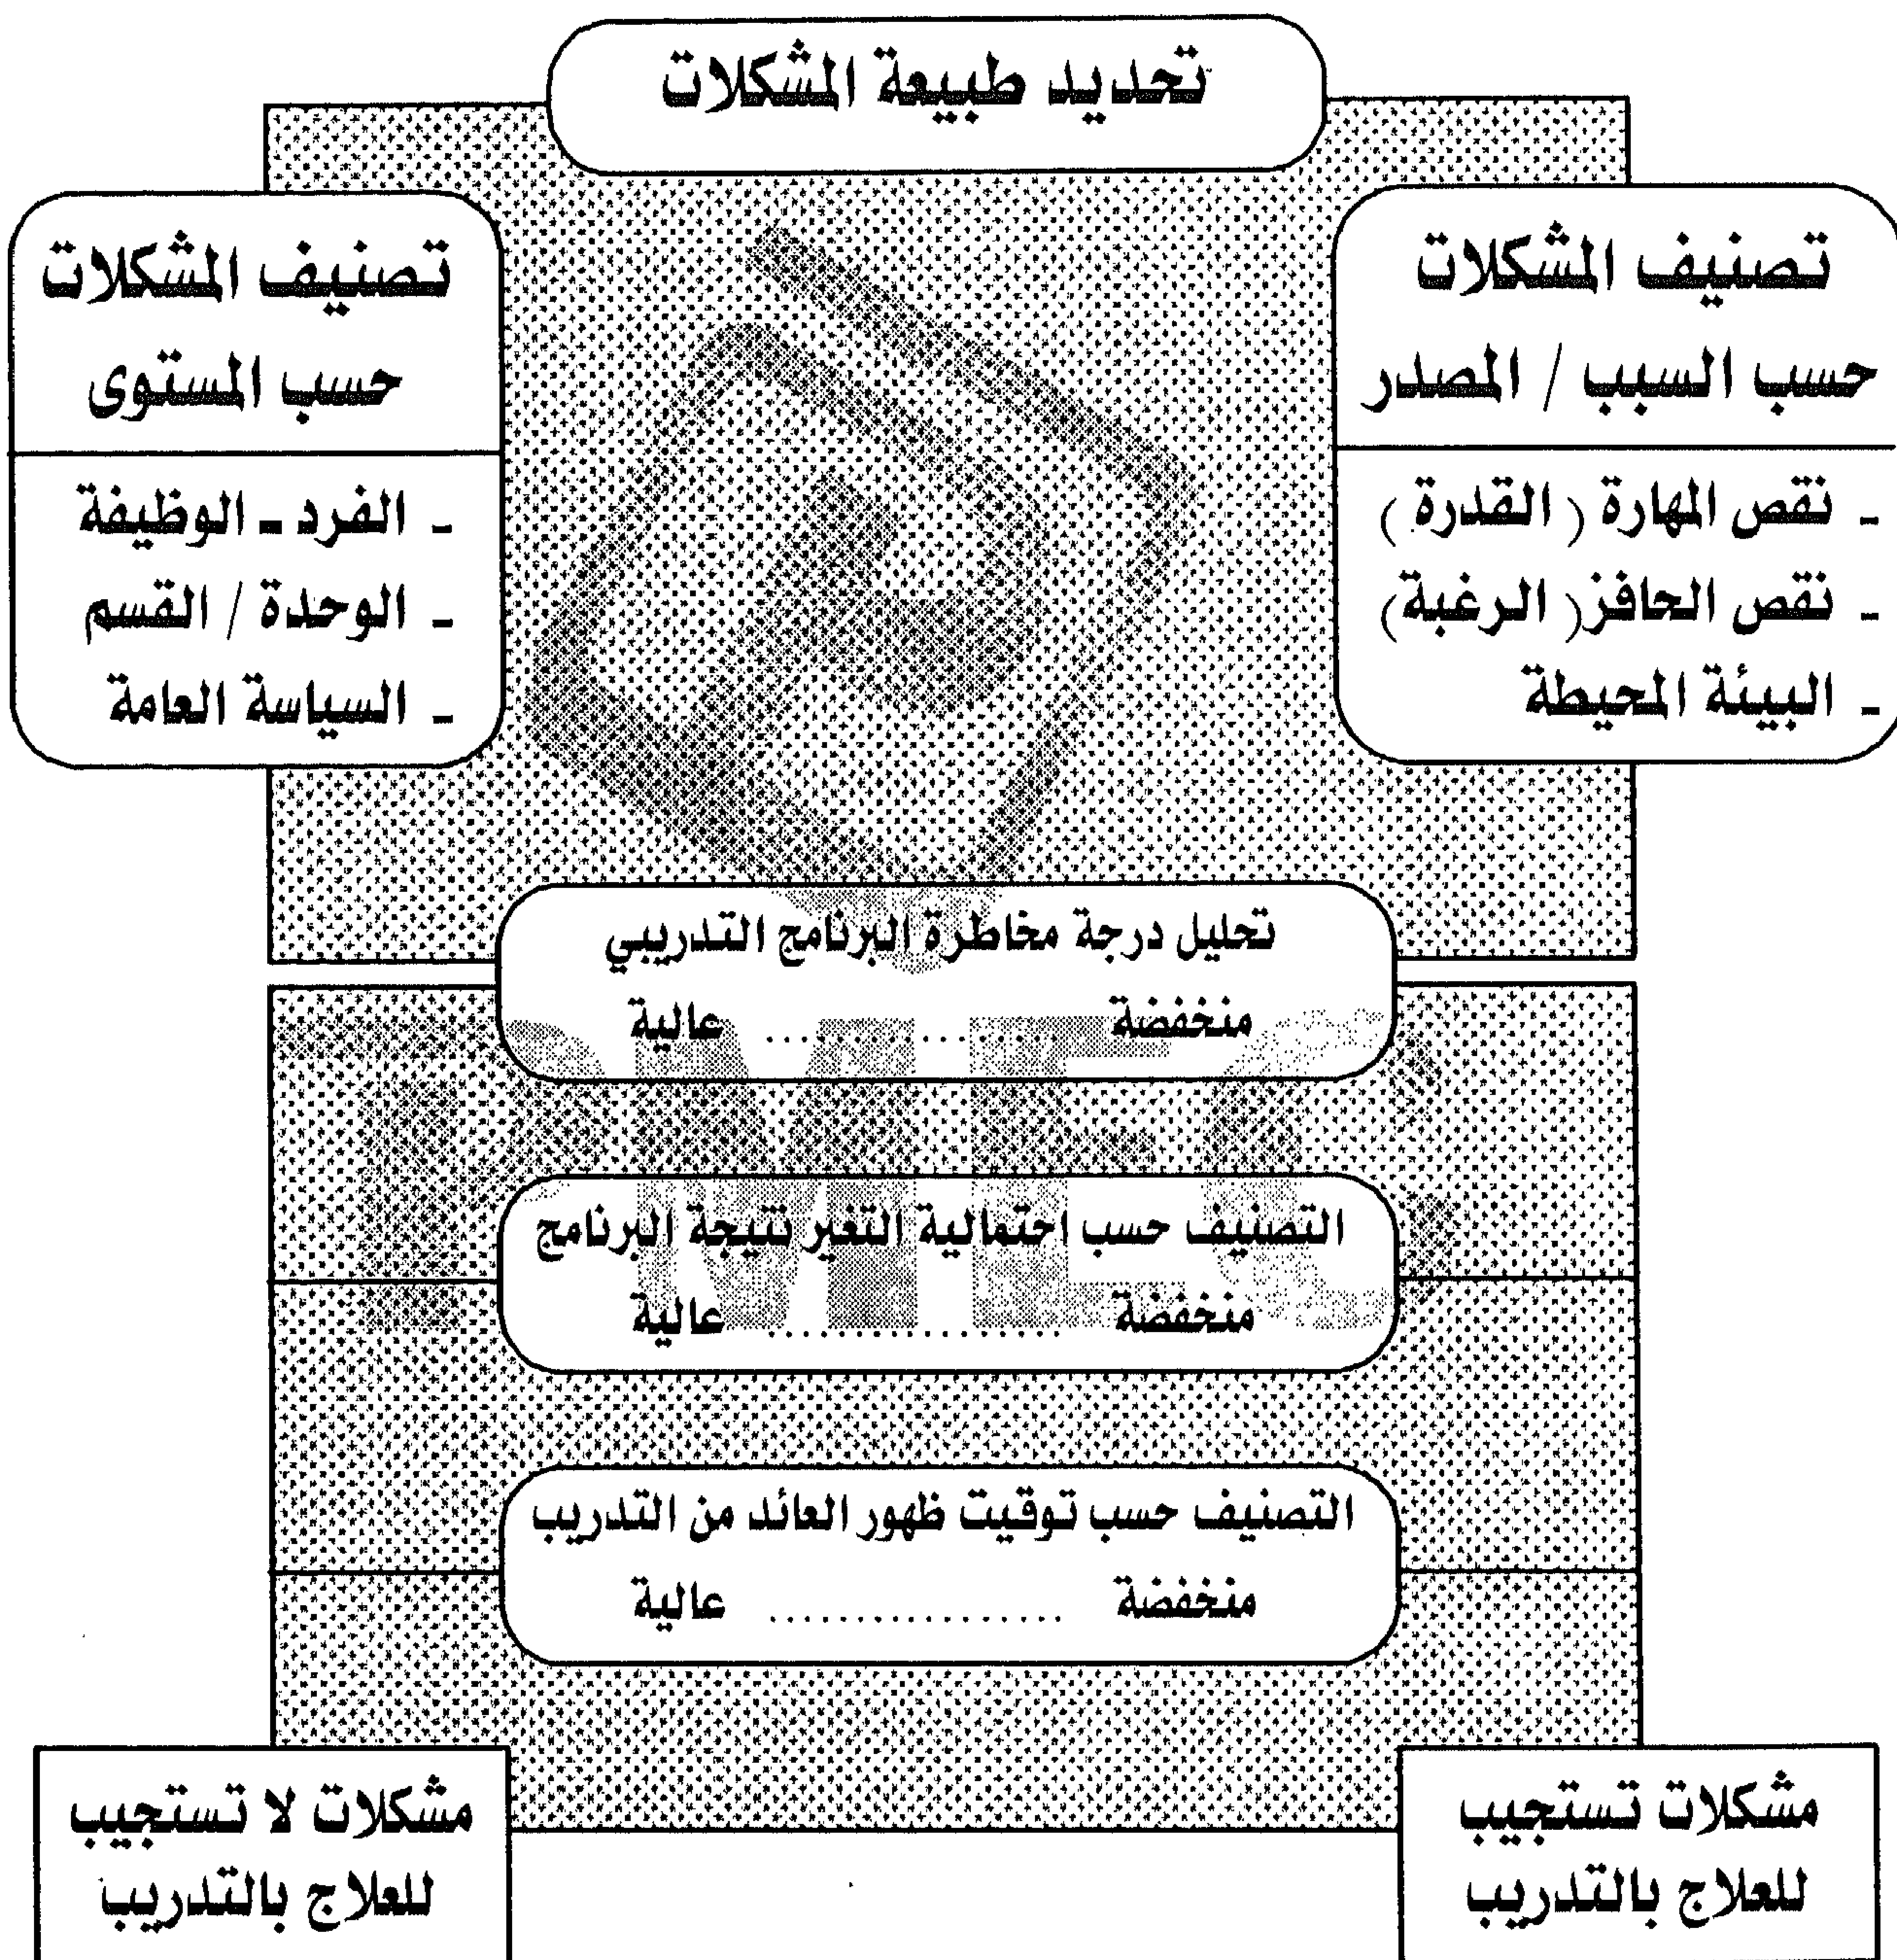 تحديد طبيعة المشكلات
تصنيف المشكلات
حسب السبب / المصدر
ـ نقص المهارة ( القدرة )
ـ نقص الحافز ( الرغبة )
ـ البيئة المحيطة
تصنيف المشكلات
حسب المستوى
ـ الفرد ـ الوظيفة
ـ الوحدة / القسم
ـ السياسة العامة
تحليل درجة مخاطرة البرنامج التدريبي
منخفضة ................. عالية
التصنيف حسب احتمالية التغير نتيجة البرنامج
منخفضة ................. عالية
التصنيف حسب توقيت ظهور العائد من التدريب
منخفضة ................. عالية
مشكلات تستجيب
للعلاج بالتدريب
مشكلات لا تستجيب
للعلاج بالتدريب